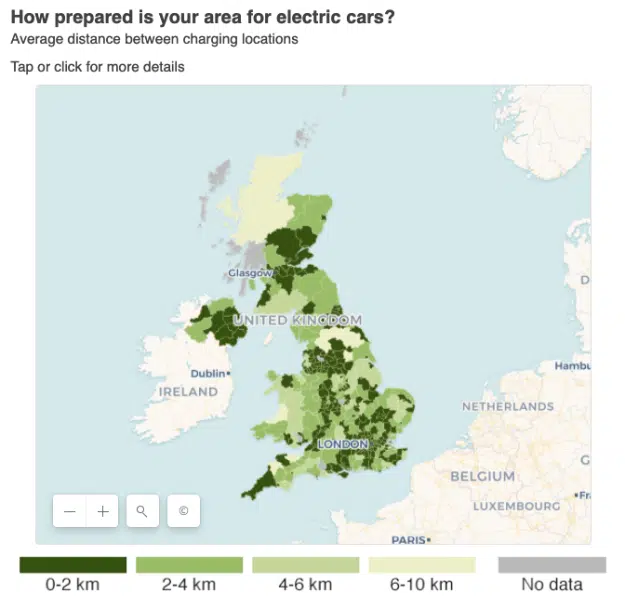 How prepared is your area for electric cars?
Average distance between charging locations
Tap or click for more details
Glasgow
UNITED KINGDOM
Dublin
IRELAND
Hambu
NETHERLANDS
LONDON
BELGIUM
LUXEMBOURG
PARIS
D
G
Fr
©
0-2 km
2-4 km
4-6 km
6-10 km
No data